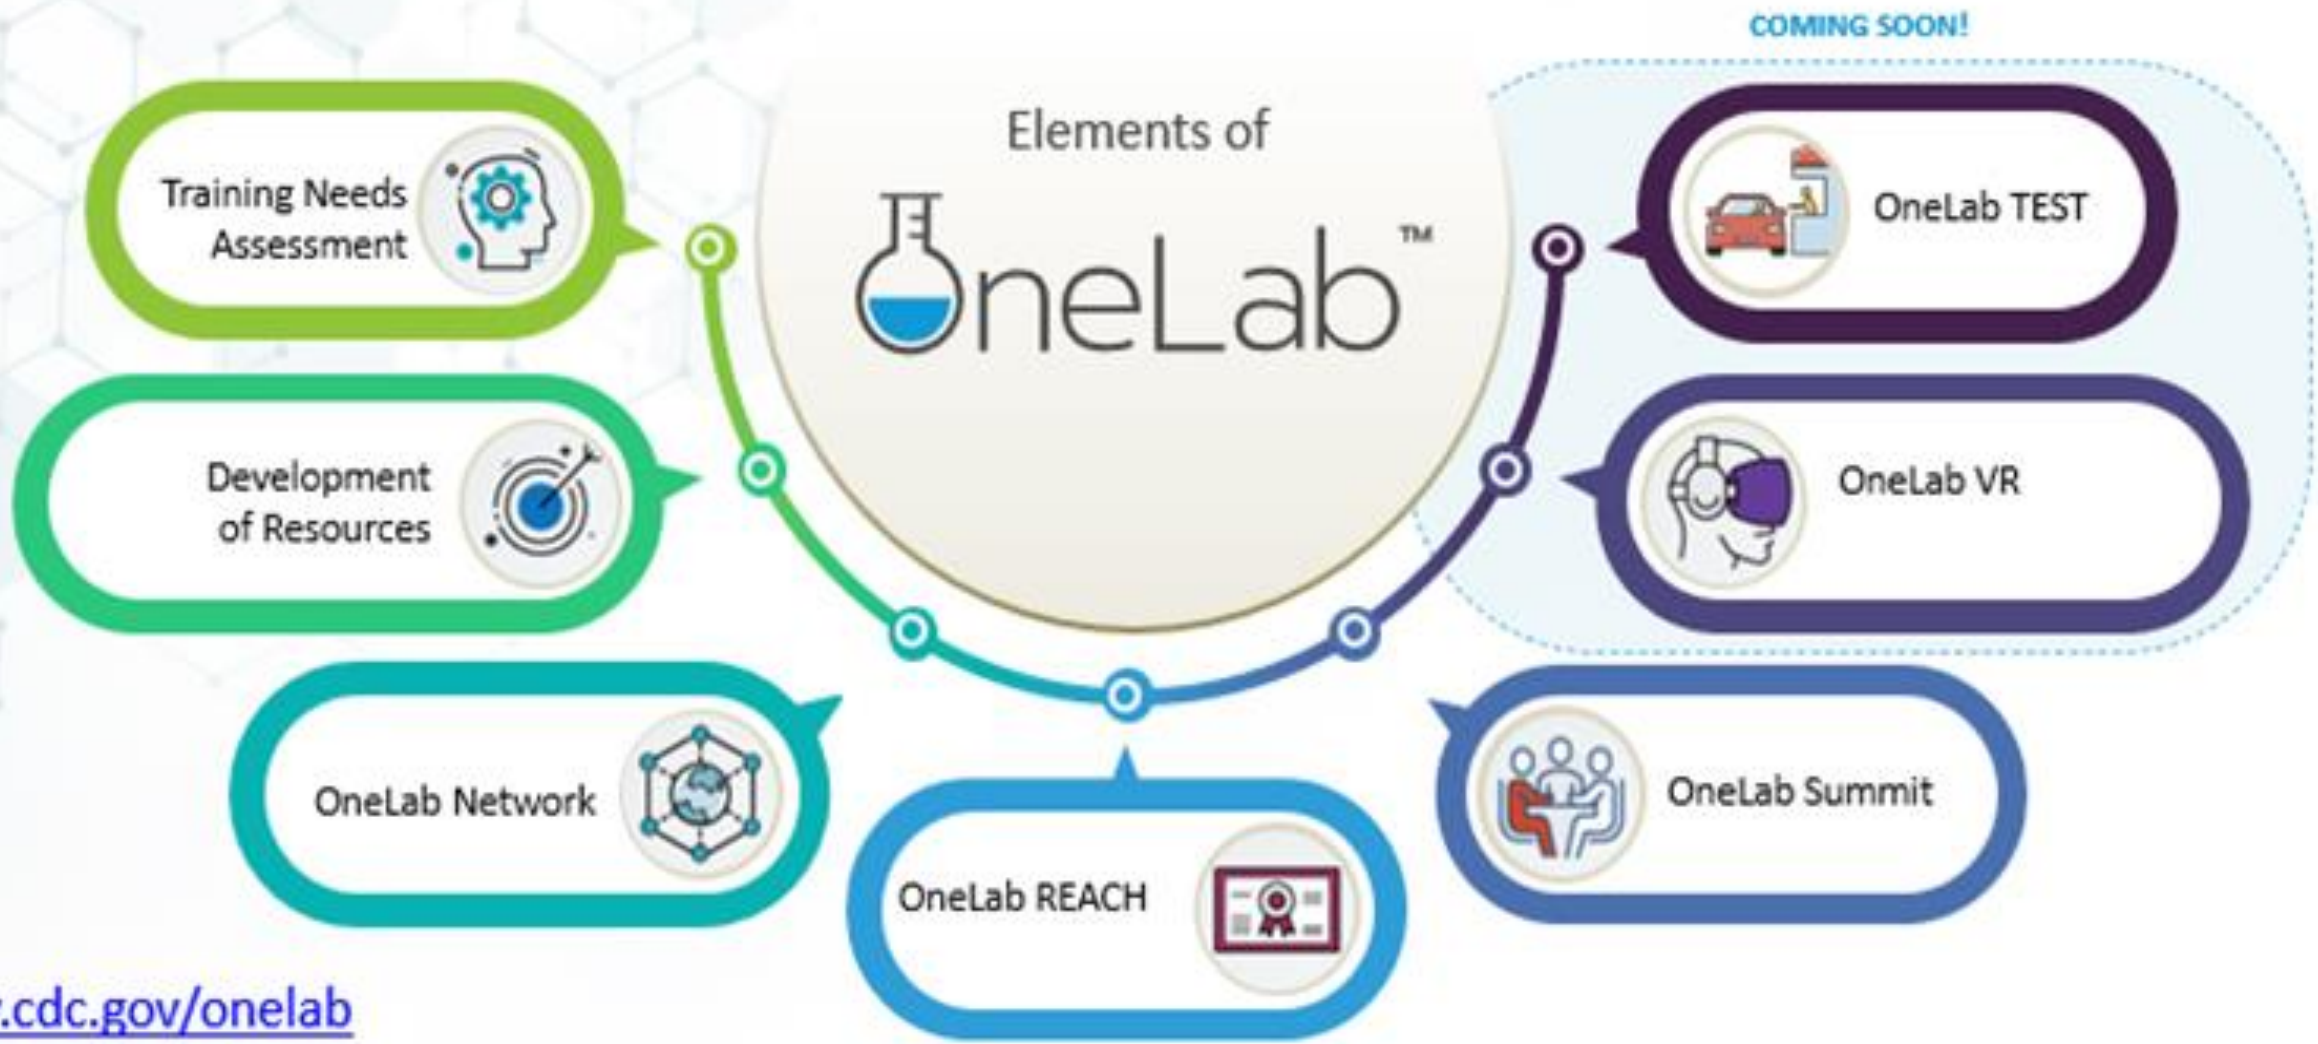 COMING SOON!
Elements of
OneLab™
Training Needs
Assessment
Development
of Resources
OneLab Network
OneLab REACH
OneLab Summit
OneLab VR
OneLab TEST
.cdc.gov/onelab